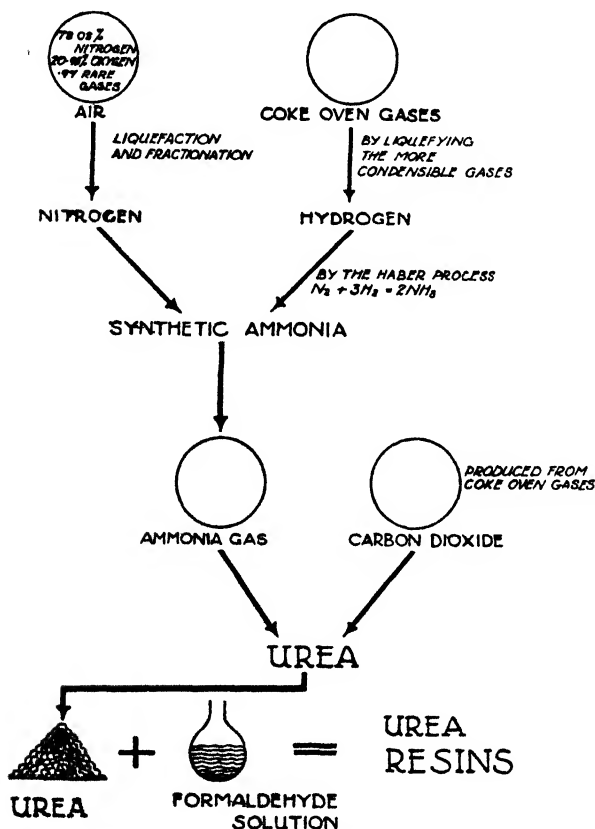 78 03%
NITROGEN
20·95% OXYGEN
·97 RARE
GASES
AIR
COKE OVEN GASES
LIQUEFACTION
AND FRACTIONATION
BY LIQUEFYING
THE MORE
CONDENSIBLE GASES
NITROGEN
HYDROGEN
BY THE HABER PROCESS
N₂ + 3H₂ = 2NH₃
SYNTHETIC AMMONIA
PRODUCED FROM
COKE OVEN GASES
AMMONIA GAS
CARBON DIOXIDE
UREA
+
=
UREA
RESINS
UREA
FORMALDEHYDE
SOLUTION